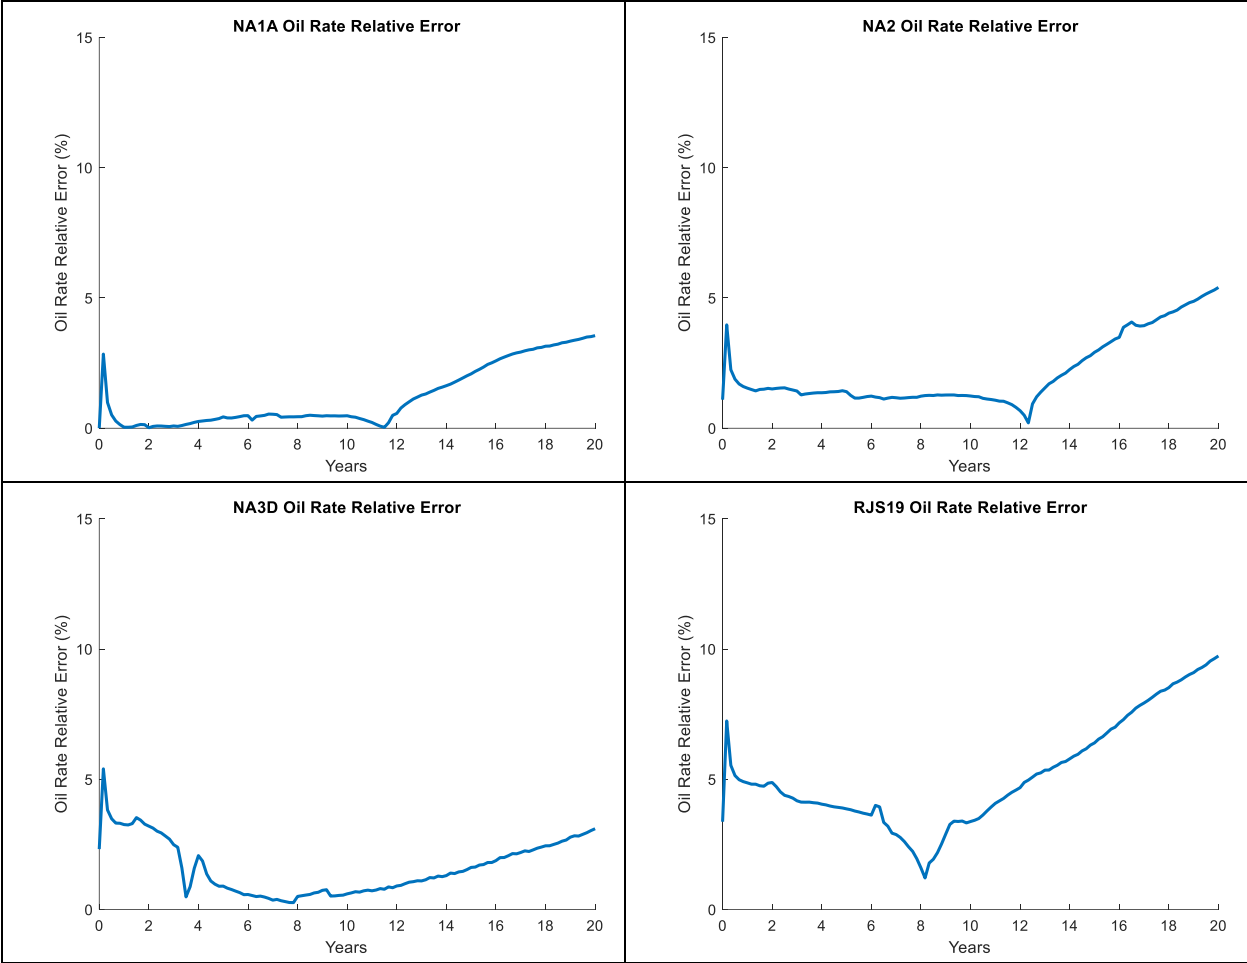 NA1A Oil Rate Relative Error
15
10
5
0
Oil Rate Relative Error (%)
0 2 4 6 8 10 12 14 16 18 20
Years
NA2 Oil Rate Relative Error
15
10
5
0
Oil Rate Relative Error (%)
0 2 4 6 8 10 12 14 16 18 20
Years
NA3D Oil Rate Relative Error
15
10
5
0
Oil Rate Relative Error (%)
0 2 4 6 8 10 12 14 16 18 20
Years
RJS19 Oil Rate Relative Error
15
10
5
0
Oil Rate Relative Error (%)
0 2 4 6 8 10 12 14 16 18 20
Years